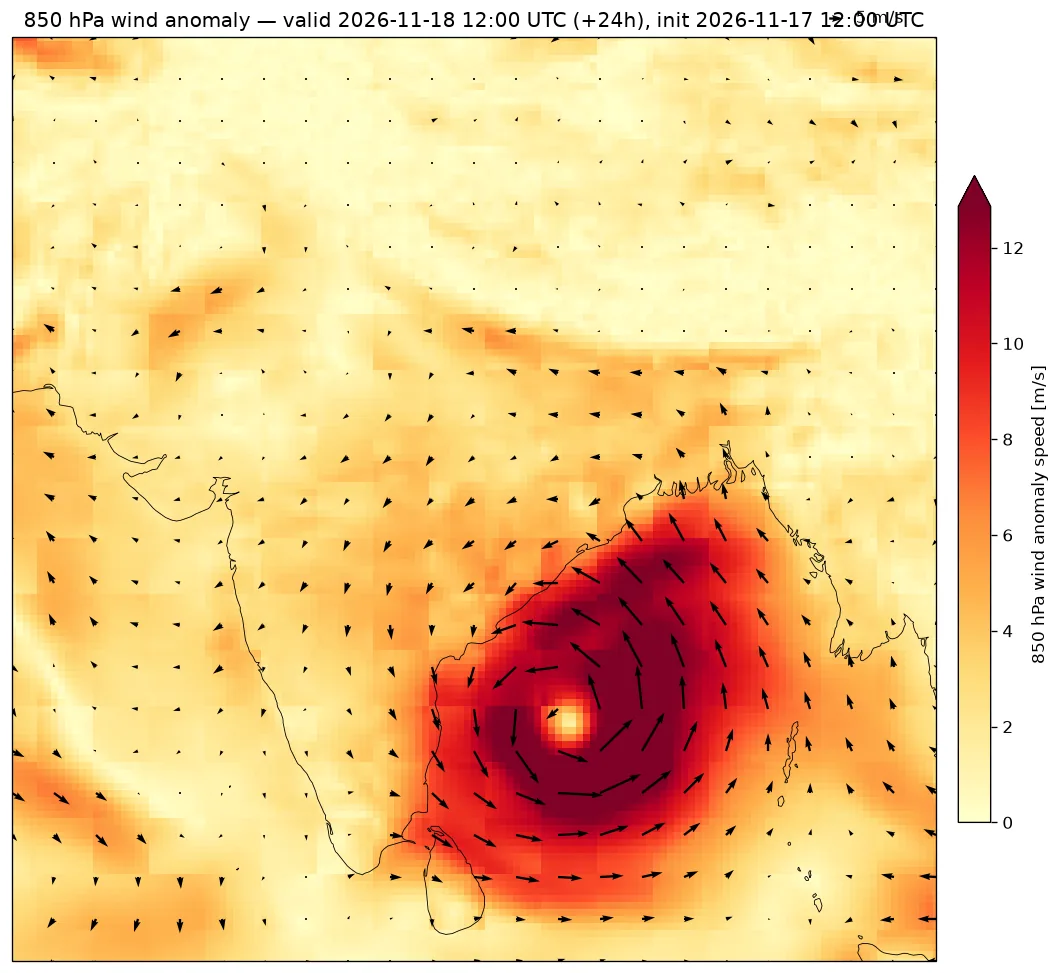 850 hPa wind anomaly — valid 2026-11-18 12:00 UTC (+24h), init 2026-11-17 12:00 UTC
5 m/s
12
10
8
6
4
2
0
850 hPa wind anomaly speed [m/s]